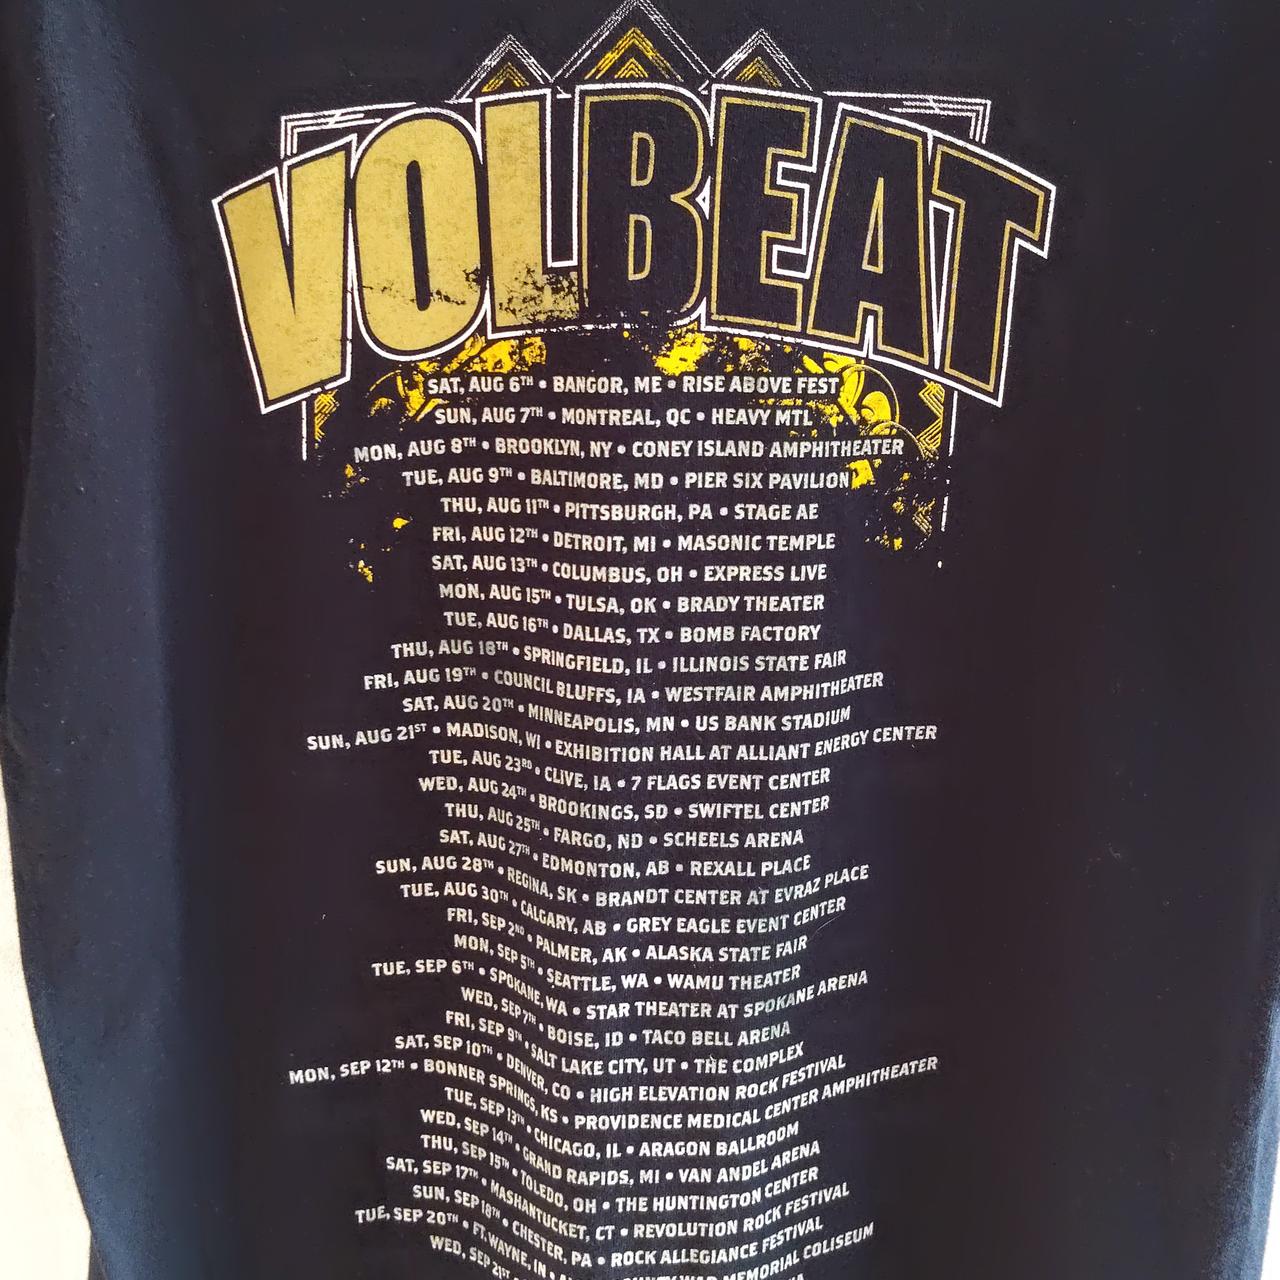 VOLBEAT
SAT, AUG 6TH • BANGOR, ME • RISE ABOVE FEST
SUN, AUG 7TH • MONTREAL, QC • HEAVY MTL
MON, AUG 8TH • BROOKLYN, NY • CONEY ISLAND AMPHITHEATER
TUE, AUG 9TH • BALTIMORE, MD • PIER SIX PAVILION
THU, AUG 11TH • PITTSBURGH, PA • STAGE AE
FRI, AUG 12TH • DETROIT, MI • MASONIC TEMPLE
SAT, AUG 13TH • COLUMBUS, OH • EXPRESS LIVE
MON, AUG 15TH • TULSA, OK • BRADY THEATER
TUE, AUG 16TH • DALLAS, TX • BOMB FACTORY
THU, AUG 18TH • SPRINGFIELD, IL • ILLINOIS STATE FAIR
FRI, AUG 19TH • COUNCIL BLUFFS, IA • WESTFAIR AMPHITHEATER
SAT, AUG 20TH • MINNEAPOLIS, MN • US BANK STADIUM
SUN, AUG 21ST • MADISON, WI • EXHIBITION HALL AT ALLIANT ENERGY CENTER
TUE, AUG 23RD • CLIVE, IA • 7 FLAGS EVENT CENTER
WED, AUG 24TH • BROOKINGS, SD • SWIFTEL CENTER
THU, AUG 25TH • FARGO, ND • SCHEELS ARENA
SAT, AUG 27TH • EDMONTON, AB • REXALL PLACE
SUN, AUG 28TH • REGINA, SK • BRANDT CENTER AT EVRAZ PLACE
TUE, AUG 30TH • CALGARY, AB • GREY EAGLE EVENT CENTER
FRI, SEP 2ND • PALMER, AK • ALASKA STATE FAIR
MON, SEP 5TH • SEATTLE, WA • WAMU THEATER
TUE, SEP 6TH • SPOKANE, WA • STAR THEATER AT SPOKANE ARENA
WED, SEP 7TH • BOISE, ID • TACO BELL ARENA
FRI, SEP 9TH • SALT LAKE CITY, UT • THE COMPLEX
SAT, SEP 10TH • DENVER, CO • HIGH ELEVATION ROCK FESTIVAL
MON, SEP 12TH • BONNER SPRINGS, KS • PROVIDENCE MEDICAL CENTER AMPHITHEATER
TUE, SEP 13TH • CHICAGO, IL • ARAGON BALLROOM
WED, SEP 14TH • GRAND RAPIDS, MI • VAN ANDEL ARENA
THU, SEP 15TH • TOLEDO, OH • THE HUNTINGTON CENTER
SAT, SEP 17TH • MASHANTUCKET, CT • REVOLUTION ROCK FESTIVAL
SUN, SEP 18TH • CHESTER, PA • ROCK ALLEGIANCE FESTIVAL
TUE, SEP 20TH • FT. WAYNE, IN • MEMORIAL COLISEUM
WED, SEP 21ST